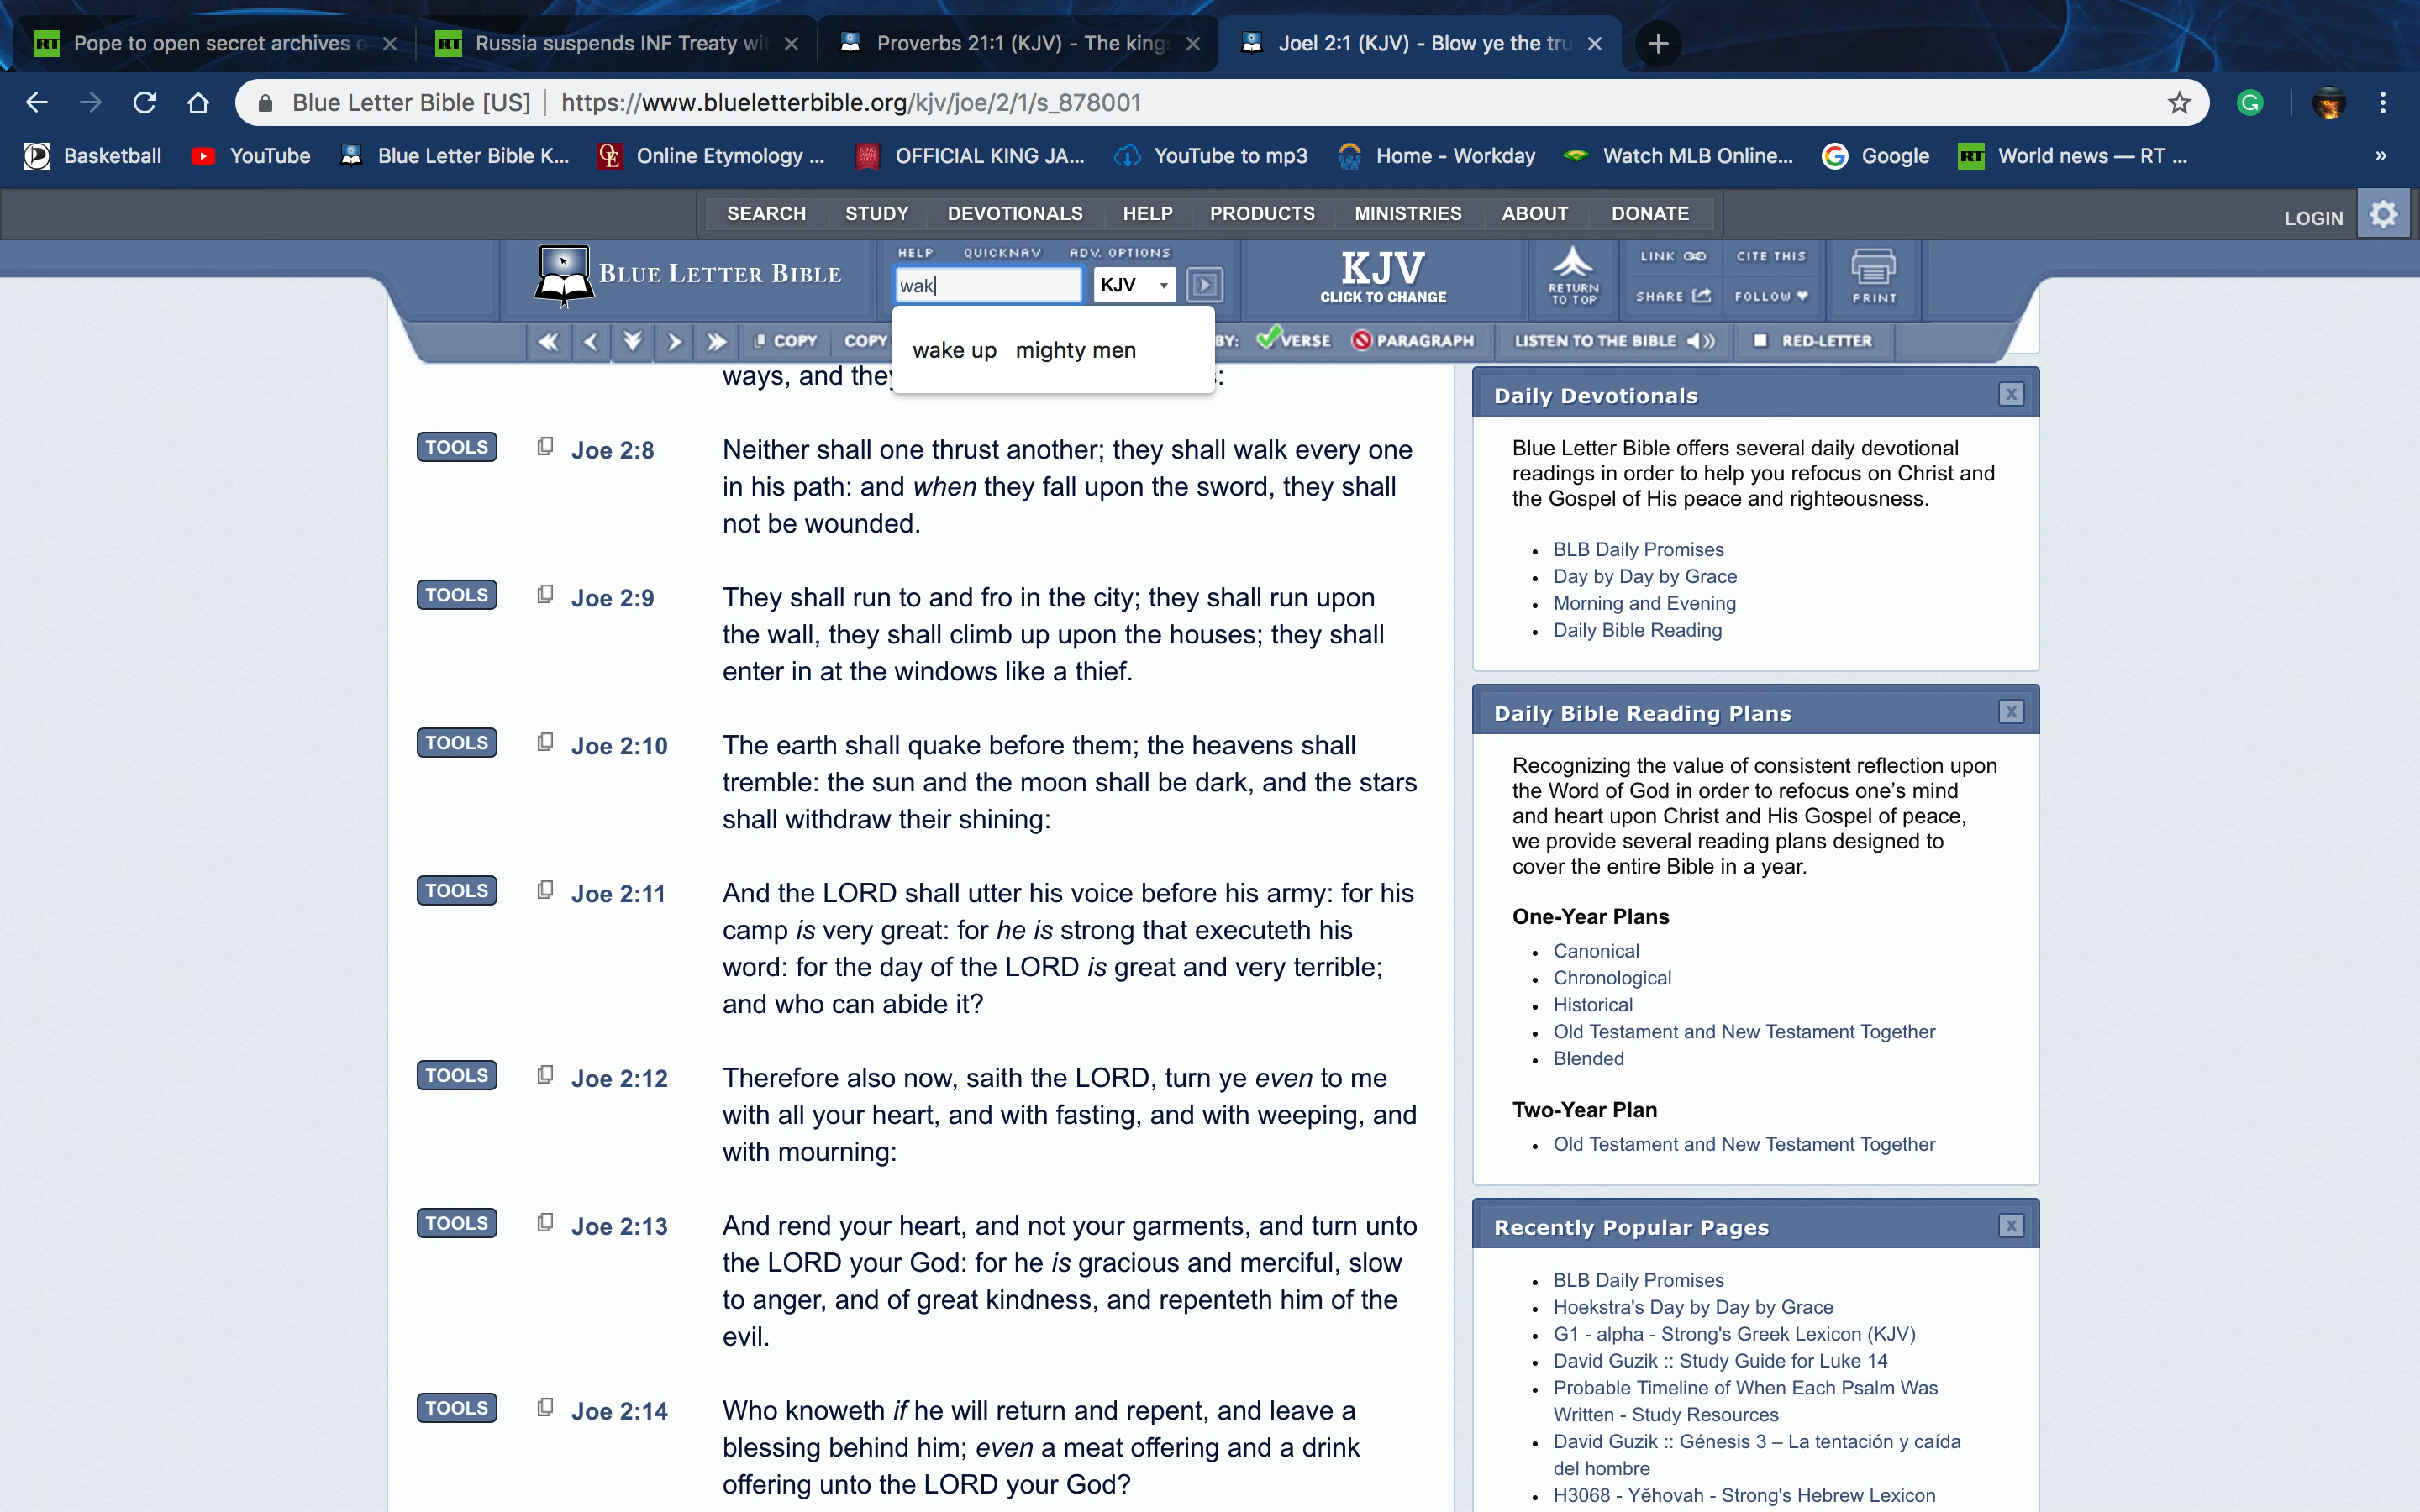 Pope to open secret archives o
Russia suspends INF Treaty wit
Proverbs 21:1 (KJV) - The king
Joel 2:1 (KJV) - Blow ye the tru
Blue Letter Bible [US] https://www.blueletterbible.org/kjv/joe/2/1/s_878001
Basketball YouTube Blue Letter Bible K... Online Etymology ... OFFICIAL KING JA... YouTube to mp3 Home - Workday Watch MLB Online... Google World news — RT ... »
SEARCH STUDY DEVOTIONALS HELP PRODUCTS MINISTRIES ABOUT DONATE
LOGIN
BLUE LETTER BIBLE
HELP QUICKNAV ADV. OPTIONS
wak
KJV
wake up mighty men
KJV
CLICK TO CHANGE
RETURN
TO TOP
LINK CITE THIS
SHARE FOLLOW
PRINT
COPY COPY BY: VERSE PARAGRAPH LISTEN TO THE BIBLE RED-LETTER
ways, and they :
TOOLS Joe 2:8 Neither shall one thrust another; they shall walk every one
in his path: and when they fall upon the sword, they shall
not be wounded.
TOOLS Joe 2:9 They shall run to and fro in the city; they shall run upon
the wall, they shall climb up upon the houses; they shall
enter in at the windows like a thief.
TOOLS Joe 2:10 The earth shall quake before them; the heavens shall
tremble: the sun and the moon shall be dark, and the stars
shall withdraw their shining:
TOOLS Joe 2:11 And the LORD shall utter his voice before his army: for his
camp is very great: for he is strong that executeth his
word: for the day of the LORD is great and very terrible;
and who can abide it?
TOOLS Joe 2:12 Therefore also now, saith the LORD, turn ye even to me
with all your heart, and with fasting, and with weeping, and
with mourning:
TOOLS Joe 2:13 And rend your heart, and not your garments, and turn unto
the LORD your God: for he is gracious and merciful, slow
to anger, and of great kindness, and repenteth him of the
evil.
TOOLS Joe 2:14 Who knoweth if he will return and repent, and leave a
blessing behind him; even a meat offering and a drink
offering unto the LORD your God?
Daily Devotionals X
Blue Letter Bible offers several daily devotional
readings in order to help you refocus on Christ and
the Gospel of His peace and righteousness.
• BLB Daily Promises
• Day by Day by Grace
• Morning and Evening
• Daily Bible Reading
Daily Bible Reading Plans X
Recognizing the value of consistent reflection upon
the Word of God in order to refocus one's mind
and heart upon Christ and His Gospel of peace,
we provide several reading plans designed to
cover the entire Bible in a year.
One-Year Plans
• Canonical
• Chronological
• Historical
• Old Testament and New Testament Together
• Blended
Two-Year Plan
• Old Testament and New Testament Together
Recently Popular Pages X
• BLB Daily Promises
• Hoekstra's Day by Day by Grace
• G1 - alpha - Strong's Greek Lexicon (KJV)
• David Guzik :: Study Guide for Luke 14
• Probable Timeline of When Each Psalm Was
Written - Study Resources
• David Guzik :: Génesis 3 – La tentación y caída
del hombre
• H3068 - Yĕhovah - Strong's Hebrew Lexicon